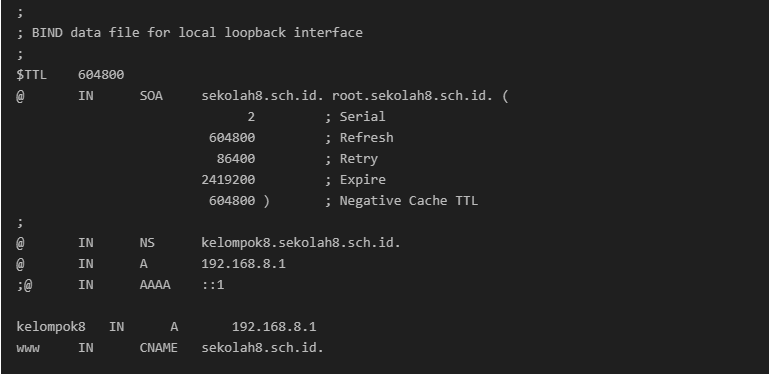 ;
; BIND data file for local loopback interface
;
$TTL    604800
@       IN      SOA     sekolah8.sch.id. root.sekolah8.sch.id. (
                              2         ; Serial
                         604800         ; Refresh
                          86400         ; Retry
                        2419200         ; Expire
                         604800 )       ; Negative Cache TTL
;
@       IN      NS      kelompok8.sekolah8.sch.id.
@       IN      A       192.168.8.1
;@      IN      AAAA    ::1

kelompok8   IN      A       192.168.8.1
www     IN      CNAME   sekolah8.sch.id.